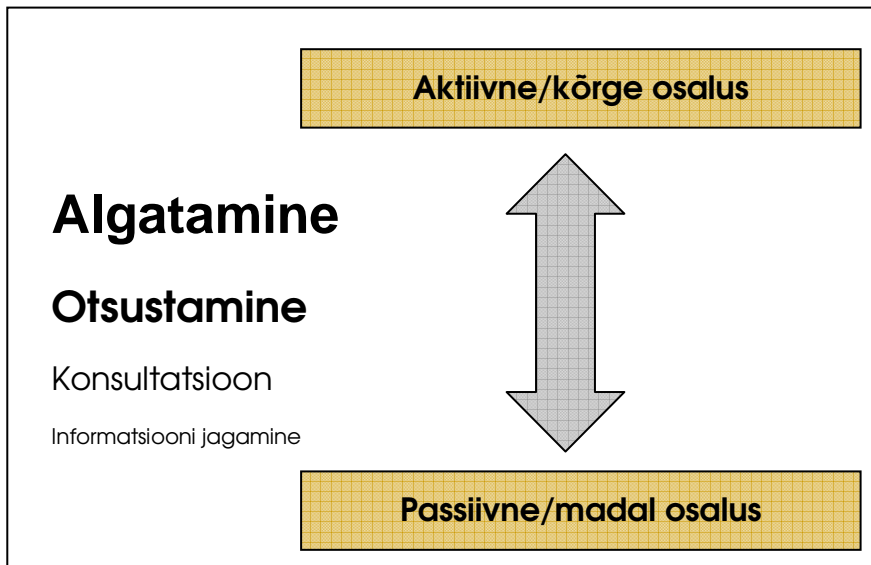 Aktiivne/kõrge osalus
Algatamine
Otsustamine
Konsultatsioon
Informatsiooni jagamine
Passiivne/madal osalus